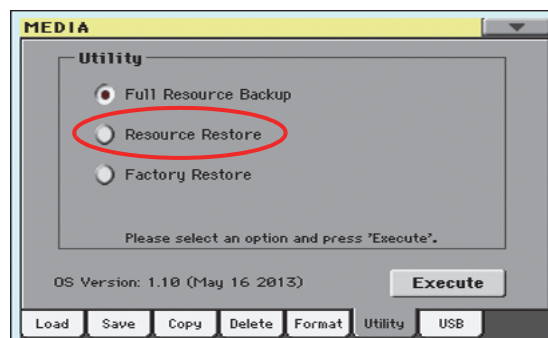 MEDIA
Utility
Full Resource Backup
Resource Restore
Factory Restore
Please select an option and press 'Execute'.
OS Version: 1.10 (May 16 2013)
Execute
Load Save Copy Delete Format Utility USB